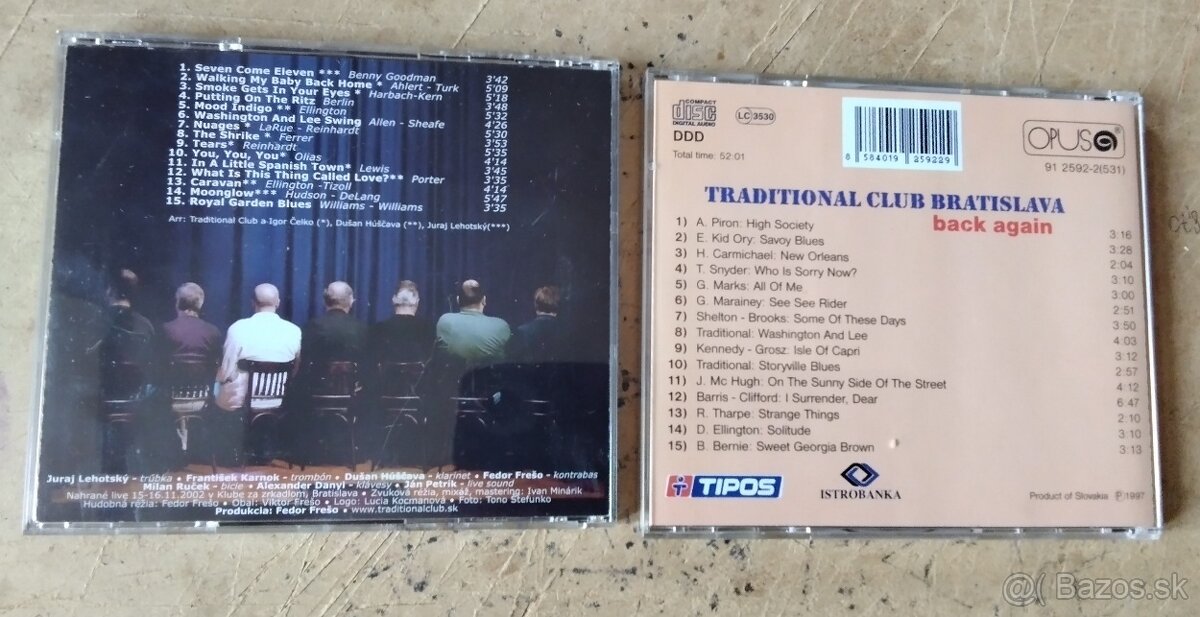 1. Seven Come Eleven *** Benny Goodman 3'42
2. Walking My Baby Back Home * Ahlert - Turk 5'09
3. Smoke Gets In Your Eyes * Harbach-Kern 5'18
4. Putting On The Ritz Berlin 3'48
5. Mood Indigo ** Ellington 5'32
6. Washington And Lee Swing Allen - Sheafe 4'26
7. Nuages * LaRue - Reinhardt 5'30
8. The Shrike * Ferrer 3'53
9. Tears* Reinhardt 5'35
10. You, You, You* Olias 4'14
11. In A Little Spanish Town* Lewis 3'45
12. What Is This Thing Called Love?** Porter 3'35
13. Caravan** Ellington -Tizoll 4'14
14. Moonglow*** Hudson - DeLang 5'47
15. Royal Garden Blues Williams - Williams 3'35
Arr: Traditional Club a Igor Čelko (*), Dušan Húščava (**), Juraj Lehotský(***)
Juraj Lehotský - trúbka • František Karnok - trombón • Dušan Húščava - klarinet • Fedor Frešo - kontrabas
Milan Ruček - bicie • Alexander Danyl - klávesy • Ján Petrík - live sound
Nahrané live 15-16.11.2002 v Klube za zrkadlom, Bratislava • Zvuková réžia, mixáž, mastering: Ivan Minárik
Hudobná réžia: Fedor Frešo • Obal: Viktor Frešo • Logo: Lucia Kocmanová • Foto: Tono Štefunko
Produkcia: Fedor Frešo • www.traditionalclub.sk
COMPACT
disc
DIGITAL AUDIO
DDD
LC 3530
Total time: 52:01
8 584019 259229
OPUS
91 2592-2(531)
TRADITIONAL CLUB BRATISLAVA
back again
1) A. Piron: High Society 3:16
2) E. Kid Ory: Savoy Blues 3:28
3) H. Carmichael: New Orleans 2:04
4) T. Snyder: Who Is Sorry Now? 3:10
5) G. Marks: All Of Me 3:00
6) G. Marainey: See See Rider 2:51
7) Shelton - Brooks: Some Of These Days 3:50
8) Traditional: Washington And Lee 4:03
9) Kennedy - Grosz: Isle Of Capri 3:12
10) Traditional: Storyville Blues 2:57
11) J. Mc Hugh: On The Sunny Side Of The Street 4:12
12) Barris - Clifford: I Surrender, Dear 6:47
13) R. Tharpe: Strange Things 2:10
14) D. Ellington: Solitude 3:10
15) B. Bernie: Sweet Georgia Brown 3:13
TIPOS
ISTROBANKA
Product of Slovakia Ⓟ1997
Bazos.sk